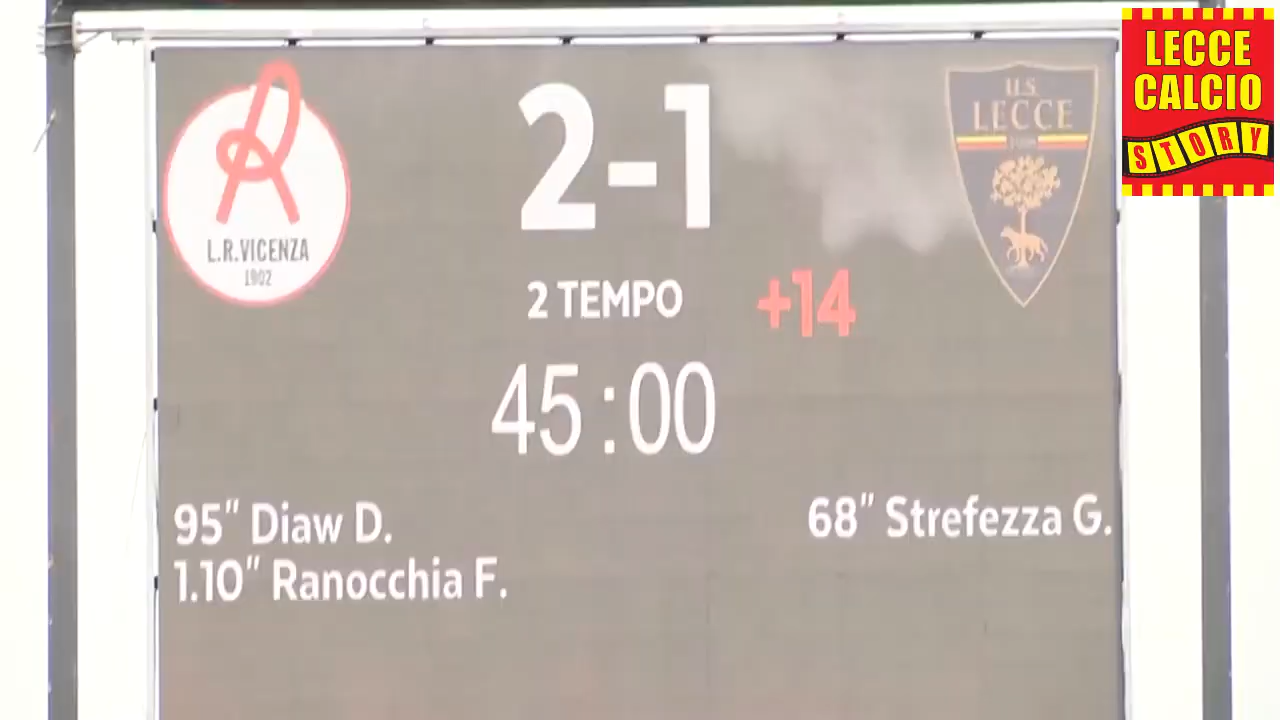 LECCE
CALCIO
STORY
2-1
U.S.
LECCE
L.R.VICENZA
1902
2 TEMPO
+14
45:00
95" Diaw D.
68" Strefezza G.
1.10" Ranocchia F.